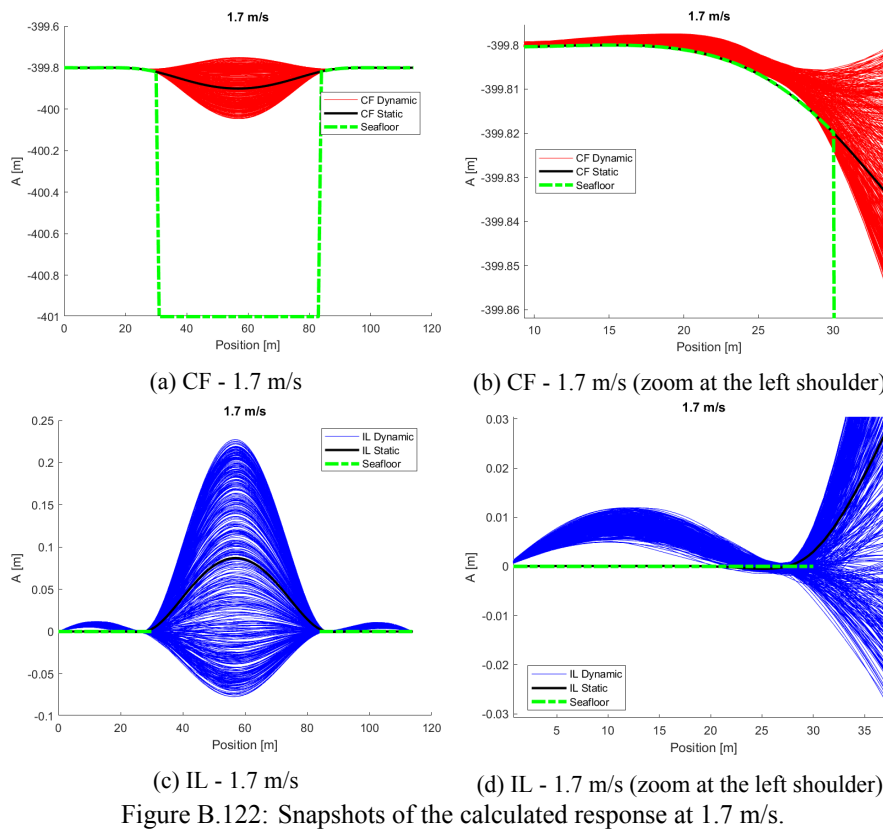 1.7 m/s
-399.6
-399.8
-400
-400.2
-400.4
-400.6
-400.8
-401
A [m]
CF Dynamic
CF Static
Seafloor
0 20 40 60 80 100 120
Position [m]
(a) CF - 1.7 m/s
1.7 m/s
-399.8
-399.81
-399.82
-399.83
-399.84
-399.85
-399.86
A [m]
CF Dynamic
CF Static
Seafloor
10 15 20 25 30
Position [m]
(b) CF - 1.7 m/s (zoom at the left shoulder)
1.7 m/s
0.25
0.2
0.15
0.1
0.05
0
-0.05
-0.1
A [m]
IL Dynamic
IL Static
Seafloor
0 20 40 60 80 100 120
Position [m]
(c) IL - 1.7 m/s
1.7 m/s
0.03
0.02
0.01
0
-0.01
-0.02
-0.03
A [m]
IL Dynamic
IL Static
Seafloor
5 10 15 20 25 30 35
Position [m]
(d) IL - 1.7 m/s (zoom at the left shoulder)
Figure B.122: Snapshots of the calculated response at 1.7 m/s.